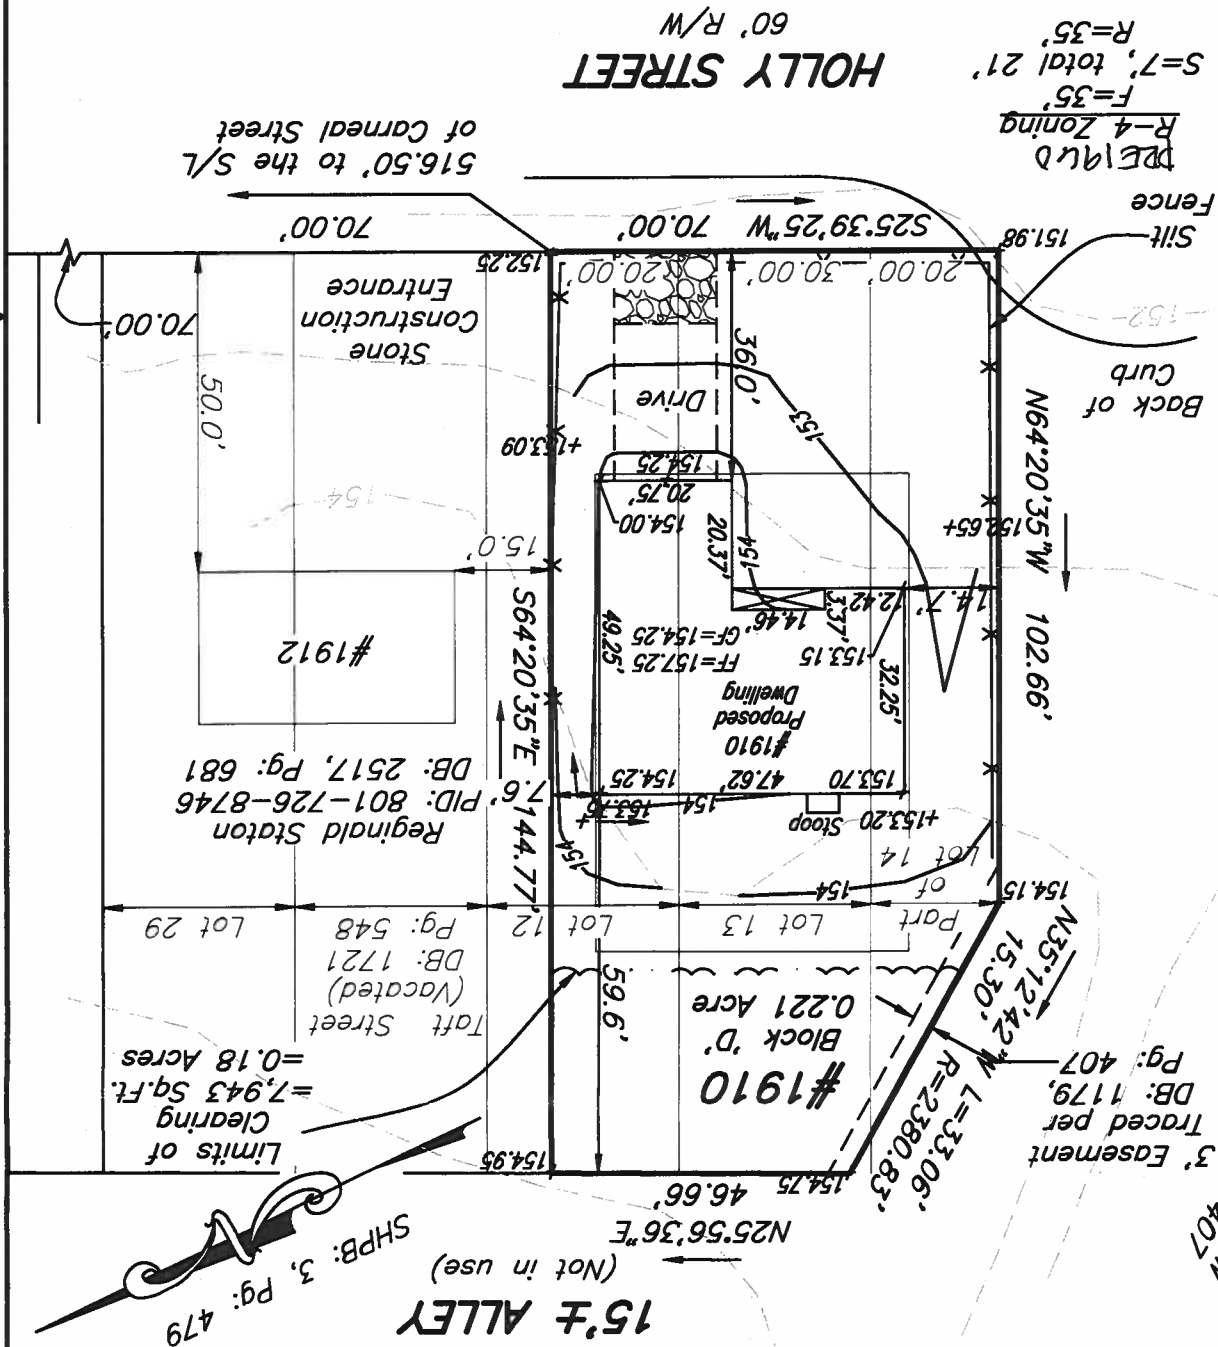 15'± ALLEY
(Not in use)
N25°56'36"E
46.66'
SHPB: 3, Pg: 479
N
154.75
154.95
3' Easement
Traced per
DB: 1179,
Pg: 407
407
L=33.06'
R=2380.83'
N35°12'42"W
15.30'
154.15
#1910
Block 'D'
0.221 Acre
59.6'
Limits of
Clearing
=7,943 Sq.Ft.
=0.18 Acres
Taft Street
(Vacated)
DB: 1721
Pg: 548
Part
of
Lot 14
Lot 13
Lot 12
Lot 29
154
154
154
+153.20
Stoop
153.75
+
153.70
47.62'
154.25
7.6'
#1910
Proposed
Dwelling
FF=157.25
GF=154.25
32.25'
49.25'
153.15
14.7'
12.42'
3.37'
14.46'
20.37'
154
154.00
20.75'
154.25
Reginald Staton
PID: 801-726-8746
DB: 2517, Pg: 681
#1912
15.0'
50.0'
154
S64°20'35"E
144.77'
N64°20'35"W
102.66'
152.65+
+153.09
153
Drive
36.0'
Back of
Curb
152
Stone
Construction
Entrance
70.00'
20.00'
30.00'
20.00'
151.98
152.25
S25°39'25"W
70.00'
70.00'
Silt
Fence
516.50' to the S/L
of Carneal Street
R-4 Zoning
F=35'
S=7', total 21'
R=35'
HOLLY STREET
60' R/W